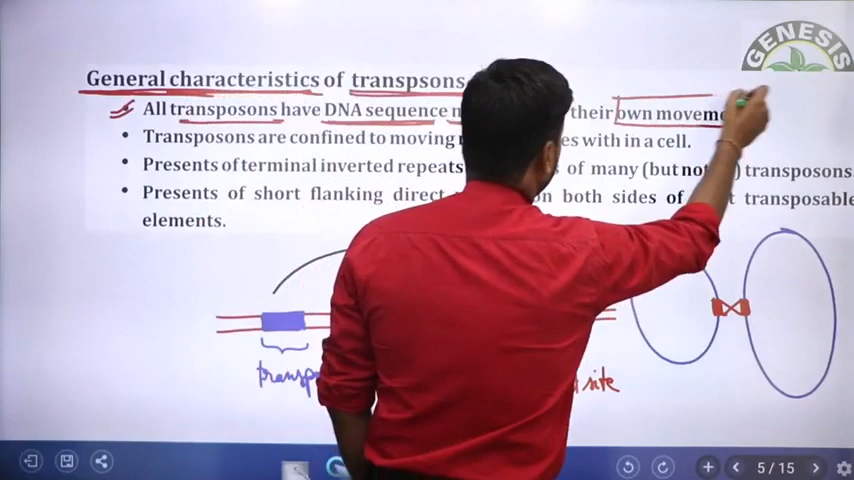 GENESIS
General characteristics of transpsons
All transposons have DNA sequence their own movem
Transposons are confined to moving es with in a cell.
Presents of terminal inverted repeats of many (but not ) transposons.
Presents of short flanking direct on both sides of transposable
elements.
transp
site
5/15